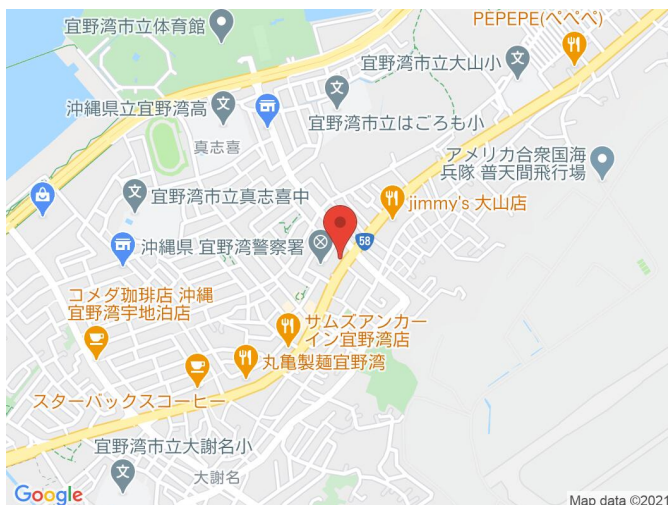 宜野湾市立体育館
PÉPÉPÉ(ペペペ)
宜野湾市立大山小
沖縄県立宜野湾高
宜野湾市立はごろも小
真志喜
アメリカ合衆国海
兵隊 普天間飛行場
宜野湾市立真志喜中
jimmy's 大山店
沖縄県 宜野湾警察署
58
コメダ珈琲店 沖縄
宜野湾宇地泊店
サムズアンカー
イン宜野湾店
丸亀製麺宜野湾
スターバックスコーヒー
宜野湾市立大謝名小
大謝名
Google
Map data ©2021